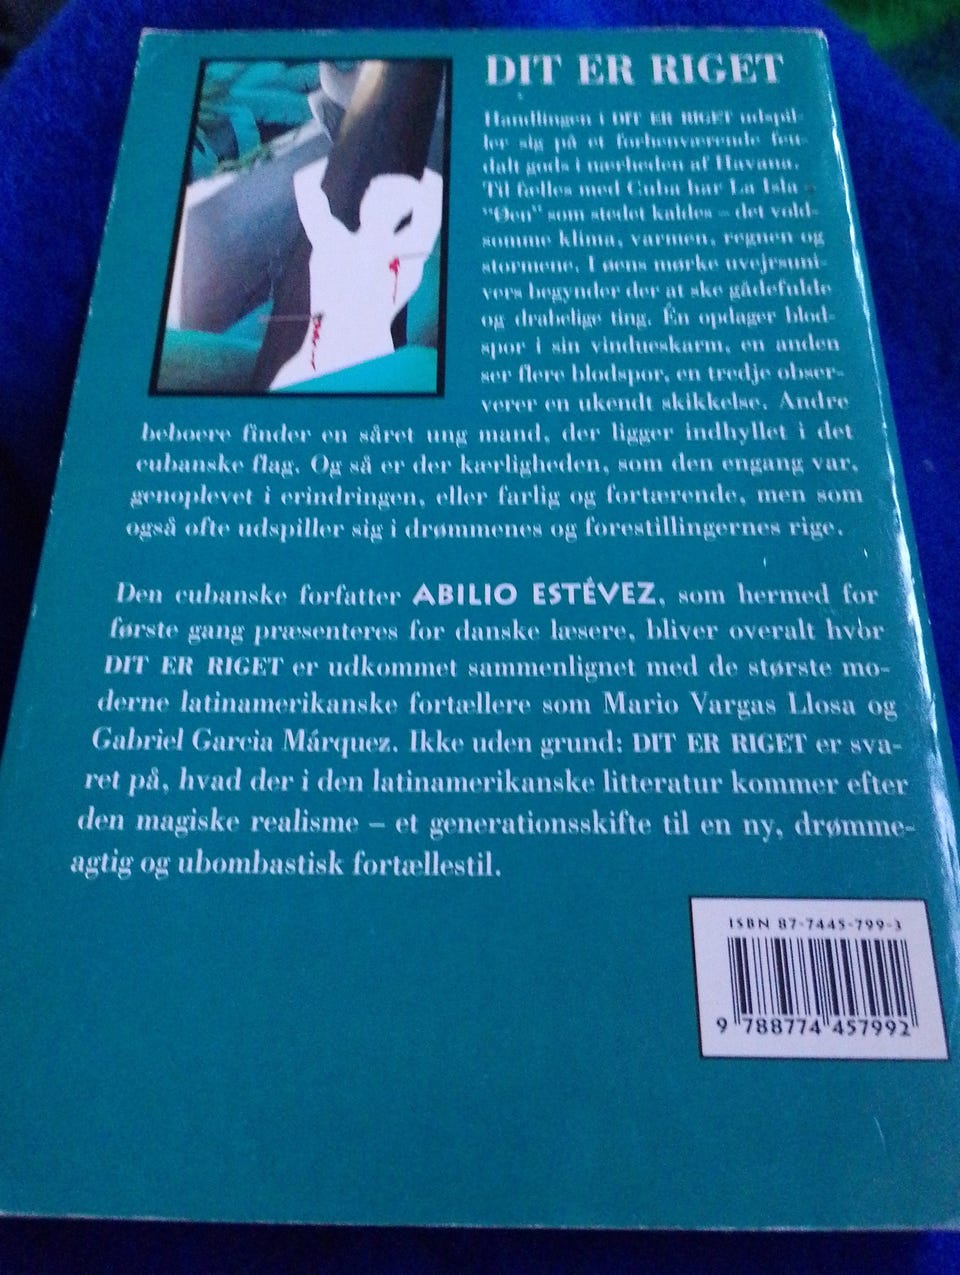 DIT ER RIGET
Handlingen i DIT ER RIGET udspil-
ler sig på et forhenværende feu-
dalt gods i nærheden af Havana.
Til fælles med Cuba har La Isla -
"Øen" som stedet kaldes – det vold-
somme klima, varmen, regnen og
stormene. I øens mørke uvejrsuni-
vers begynder der at ske gådefulde
og drabelige ting. Én opdager blod-
spor i sin vindueskarm, en anden
ser flere blodspor, en tredje obser-
verer en ukendt skikkelse. Andre
beboere finder en såret ung mand, der ligger indhyllet i det
cubanske flag. Og så er der kærligheden, som den engang var,
genoplevet i erindringen, eller farlig og fortærende, men som
også ofte udspiller sig i drømmenes og forestillingernes rige.
Den cubanske forfatter ABILIO ESTÉVEZ, som hermed for
første gang præsenteres for danske læsere, bliver overalt hvor
DIT ER RIGET er udkommet sammenlignet med de største mo-
derne latinamerikanske fortællere som Mario Vargas Llosa og
Gabriel Garcia Márquez. Ikke uden grund: DIT ER RIGET er sva-
ret på, hvad der i den latinamerikanske litteratur kommer efter
den magiske realisme – et generationsskifte til en ny, drømme-
agtig og ubombastisk fortællestil.
ISBN 87-7445-799-3
9 788774 457992